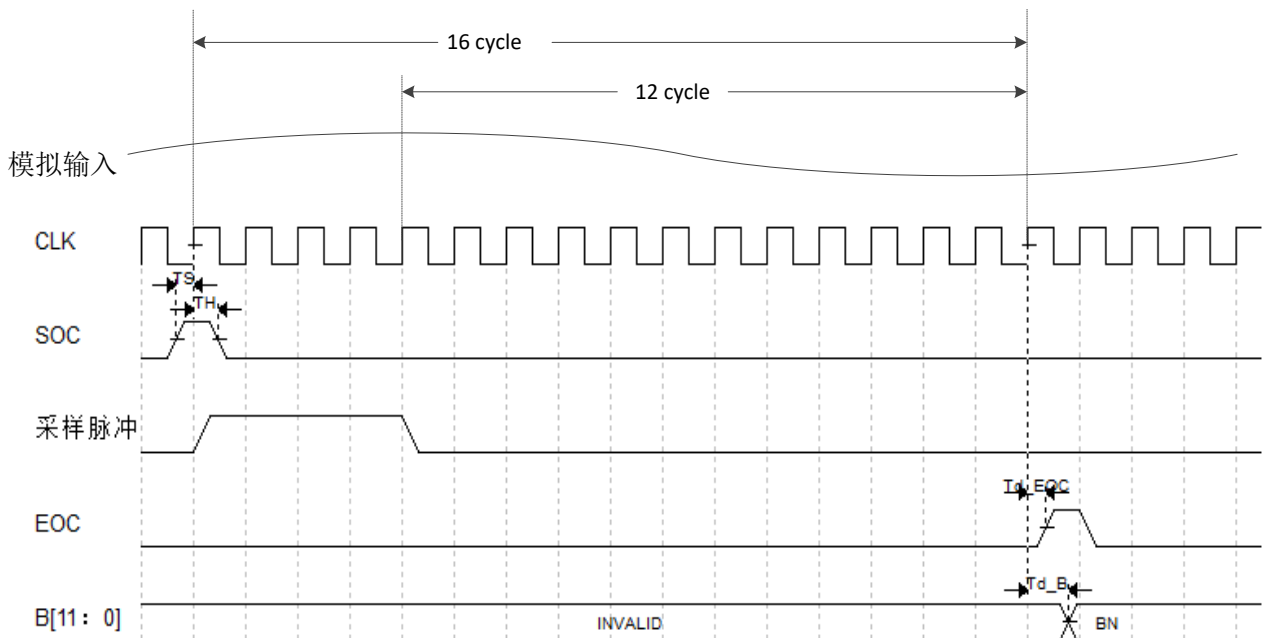 16 cycle
12 cycle
模拟输入
CLK
TS
TH
SOC
采样脉冲
Td_EOC
EOC
Td_B
B[11：0]
INVALID
BN